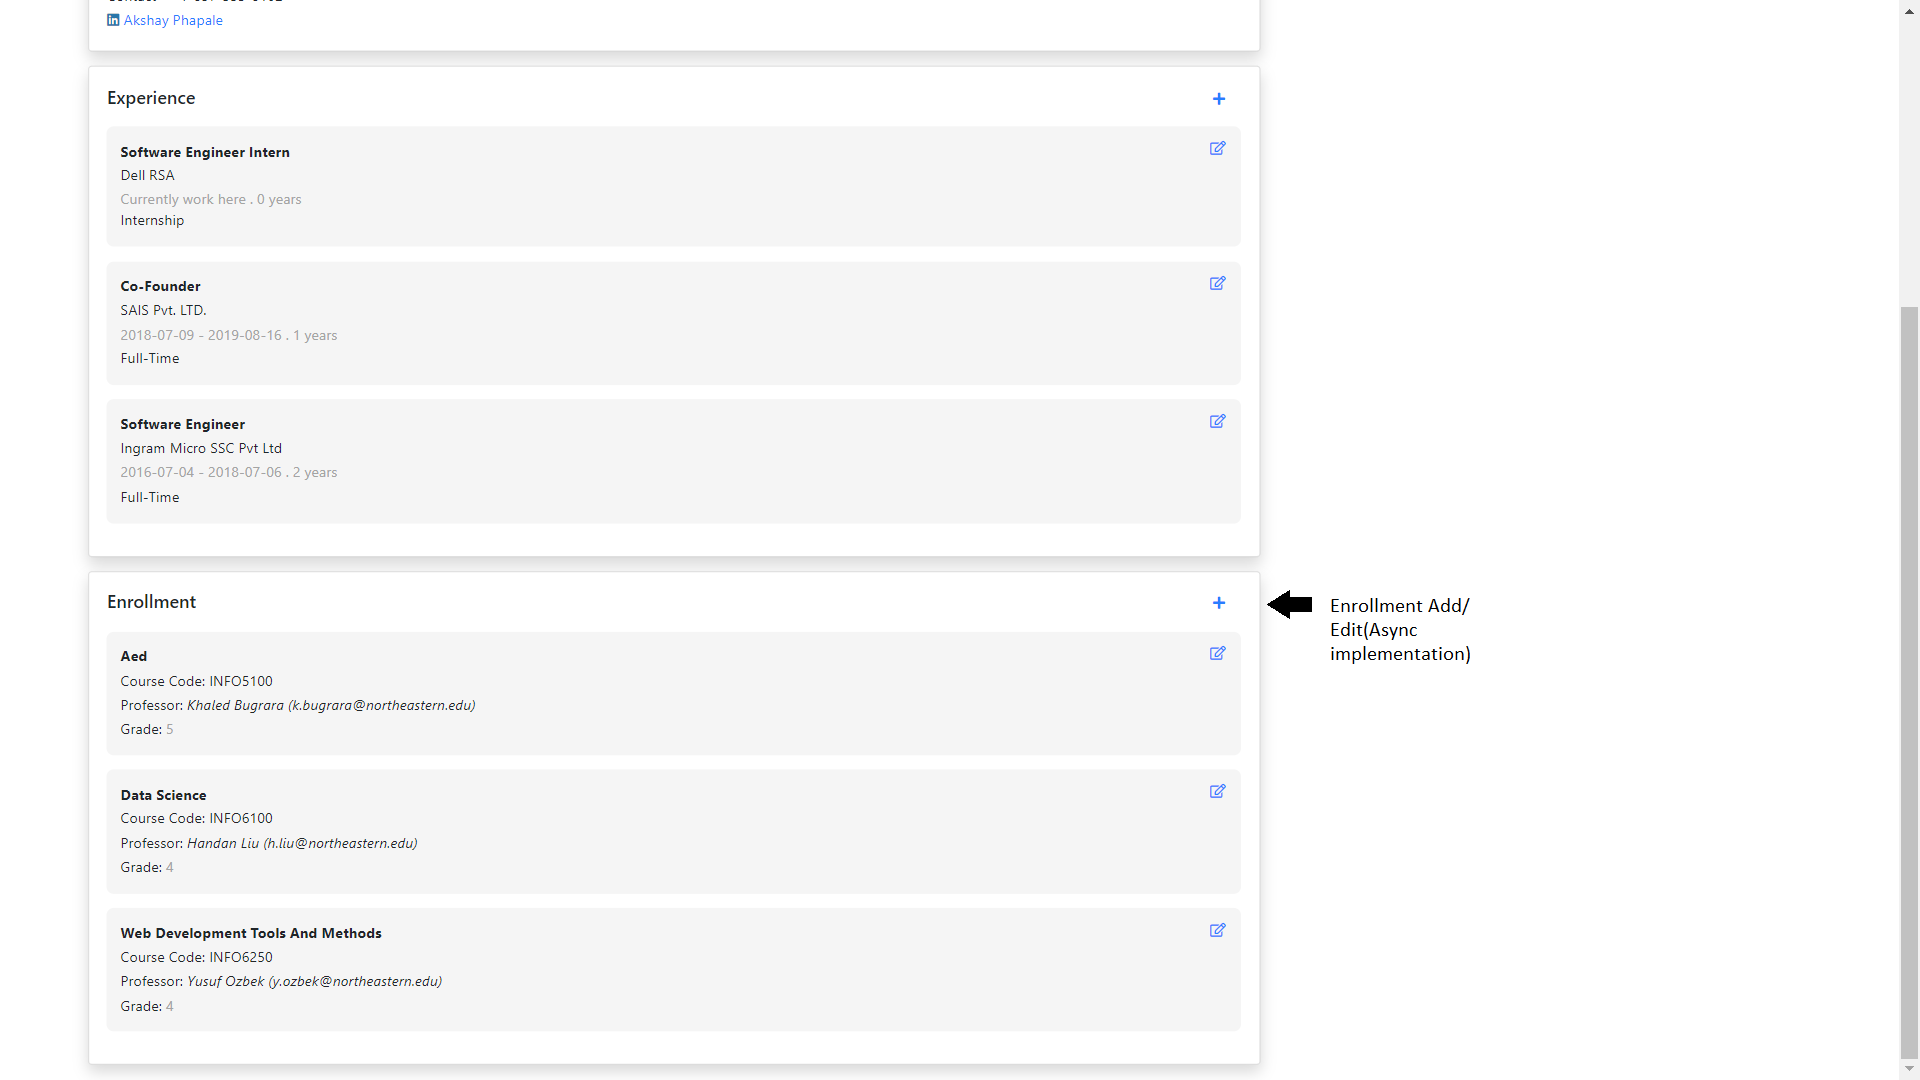 Akshay Phapale
Experience
Software Engineer Intern
Dell RSA
Currently work here . 0 years
Internship
Co-Founder
SAIS Pvt. LTD.
2018-07-09 - 2019-08-16 . 1 years
Full-Time
Software Engineer
Ingram Micro SSC Pvt Ltd
2016-07-04 - 2018-07-06 . 2 years
Full-Time
Enrollment
Enrollment Add/
Edit(Async
implementation)
Aed
Course Code: INFO5100
Professor: Khaled Bugrara (k.bugrara@northeastern.edu)
Grade: 5
Data Science
Course Code: INFO6100
Professor: Handan Liu (h.liu@northeastern.edu)
Grade: 4
Web Development Tools And Methods
Course Code: INFO6250
Professor: Yusuf Ozbek (y.ozbek@northeastern.edu)
Grade: 4